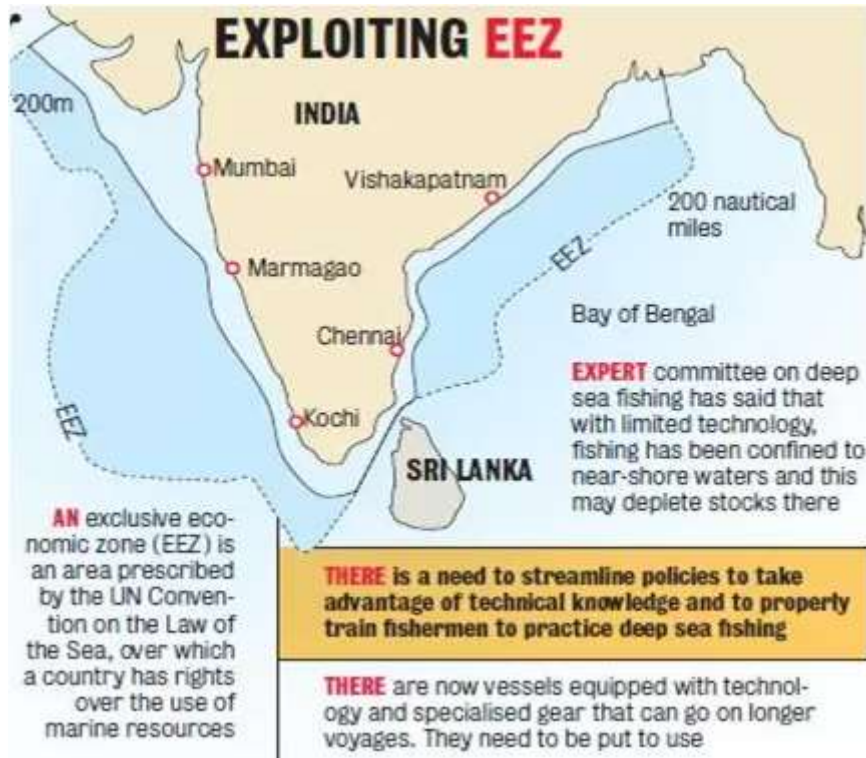 EXPLOITING EEZ
200m
INDIA
Mumbai
Vishakapatnam
200 nautical
miles
EEZ
Marmagao
Bay of Bengal
Chennai
EXPERT committee on deep
sea fishing has said that
with limited technology,
fishing has been confined to
near-shore waters and this
may deplete stocks there
EEZ
Kochi
SRI LANKA
AN exclusive eco-
nomic zone (EEZ) is
an area prescribed
by the UN Conven-
tion on the Law of
the Sea, over which
a country has rights
over the use of
marine resources
THERE is a need to streamline policies to take
advantage of technical knowledge and to properly
train fishermen to practice deep sea fishing
THERE are now vessels equipped with technol-
ogy and specialised gear that can go on longer
voyages. They need to be put to use